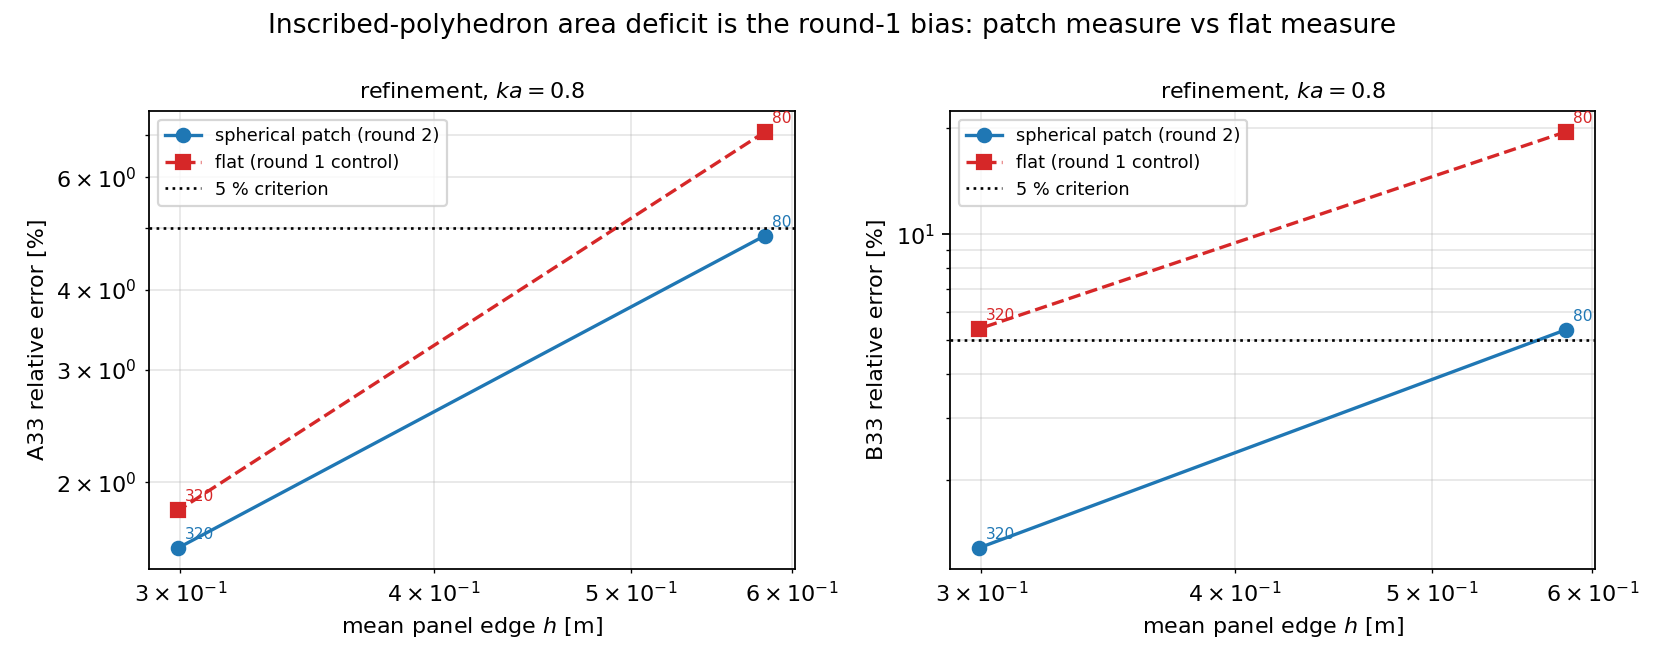 Inscribed-polyhedron area deficit is the round-1 bias: patch measure vs flat measure
refinement, ka = 0.8
spherical patch (round 2)
flat (round 1 control)
5 % criterion
80
80
320
320
6 × 10⁰
4 × 10⁰
3 × 10⁰
2 × 10⁰
A33 relative error [%]
3 × 10⁻¹
4 × 10⁻¹
5 × 10⁻¹
6 × 10⁻¹
mean panel edge h [m]
refinement, ka = 0.8
spherical patch (round 2)
flat (round 1 control)
5 % criterion
80
320
80
320
10¹
B33 relative error [%]
3 × 10⁻¹
4 × 10⁻¹
5 × 10⁻¹
6 × 10⁻¹
mean panel edge h [m]